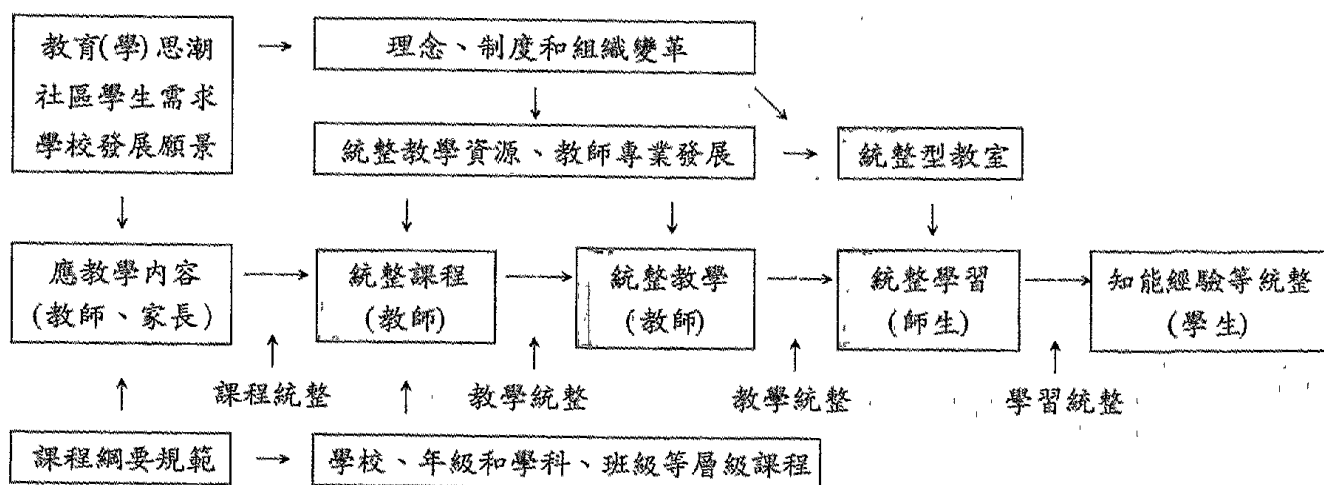 教育(學)思潮
社區學生需求
學校發展願景
理念、制度和組織變革
統整教學資源、教師專業發展
統整型教室
應教學內容
(教師、家長)
統整課程
(教師)
統整教學
(教師)
統整學習
(師生)
知能經驗等統整
(學生)
課程統整
教學統整
教學統整
學習統整
課程綱要規範
學校、年級和學科、班級等層級課程